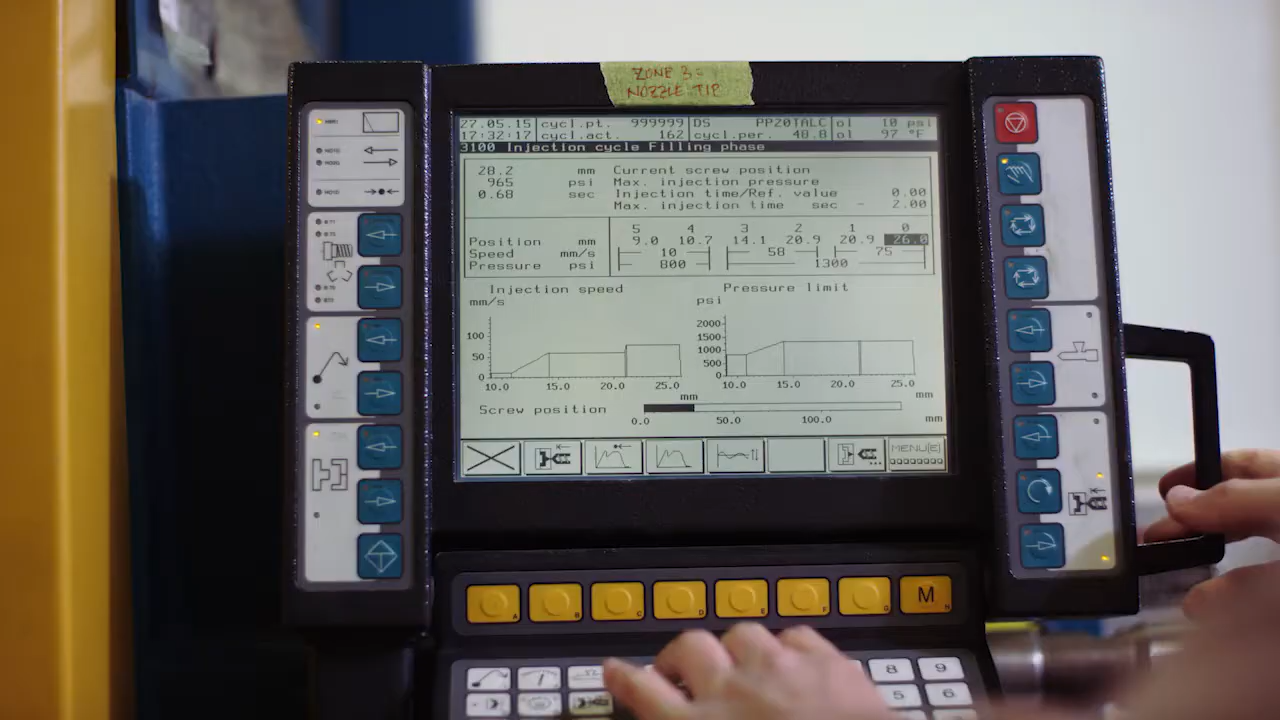 ZONE 3=
NOZZLE TIP
27.05.15 cycl.pt. 999999 DS PP20TALC ol 10 psi
17:32:17 cycl.act. 162 cycl.per. 48.8 ol 97 °F
3100 Injection cycle Filling phase
28.2 mm Current screw position
965 psi Max. injection pressure
0.68 sec Injection time/Ref. value 0.00
Max. injection time sec - 2.00
5 4 3 2 1 0
Position mm 9.0 10.7 14.1 20.9 20.9 26.0
Speed mm/s 10 58 75
Pressure psi 800 1300
Injection speed
mm/s
100
50
0
10.0 15.0 20.0 25.0
mm
Pressure limit
psi
2000
1500
1000
500
0
10.0 15.0 20.0 25.0
mm
Screw position
0.0 50.0 100.0 mm
MENU(E)
A B C D E F G M
8 9
5 6